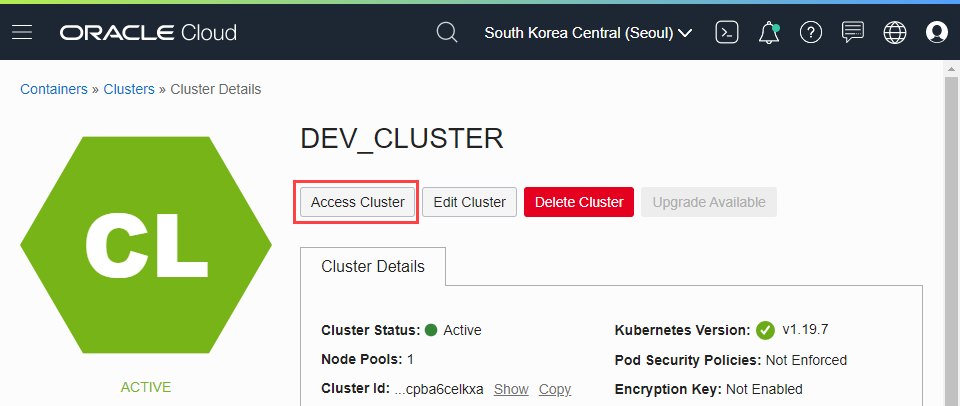 ORACLE Cloud
South Korea Central (Seoul)
Containers » Clusters » Cluster Details
CL
ACTIVE
DEV_CLUSTER
Access Cluster Edit Cluster Delete Cluster Upgrade Available
Cluster Details
Cluster Status: Active
Node Pools: 1
Cluster Id: ...cpba6celkxa Show Copy
Kubernetes Version: v1.19.7
Pod Security Policies: Not Enforced
Encryption Key: Not Enabled